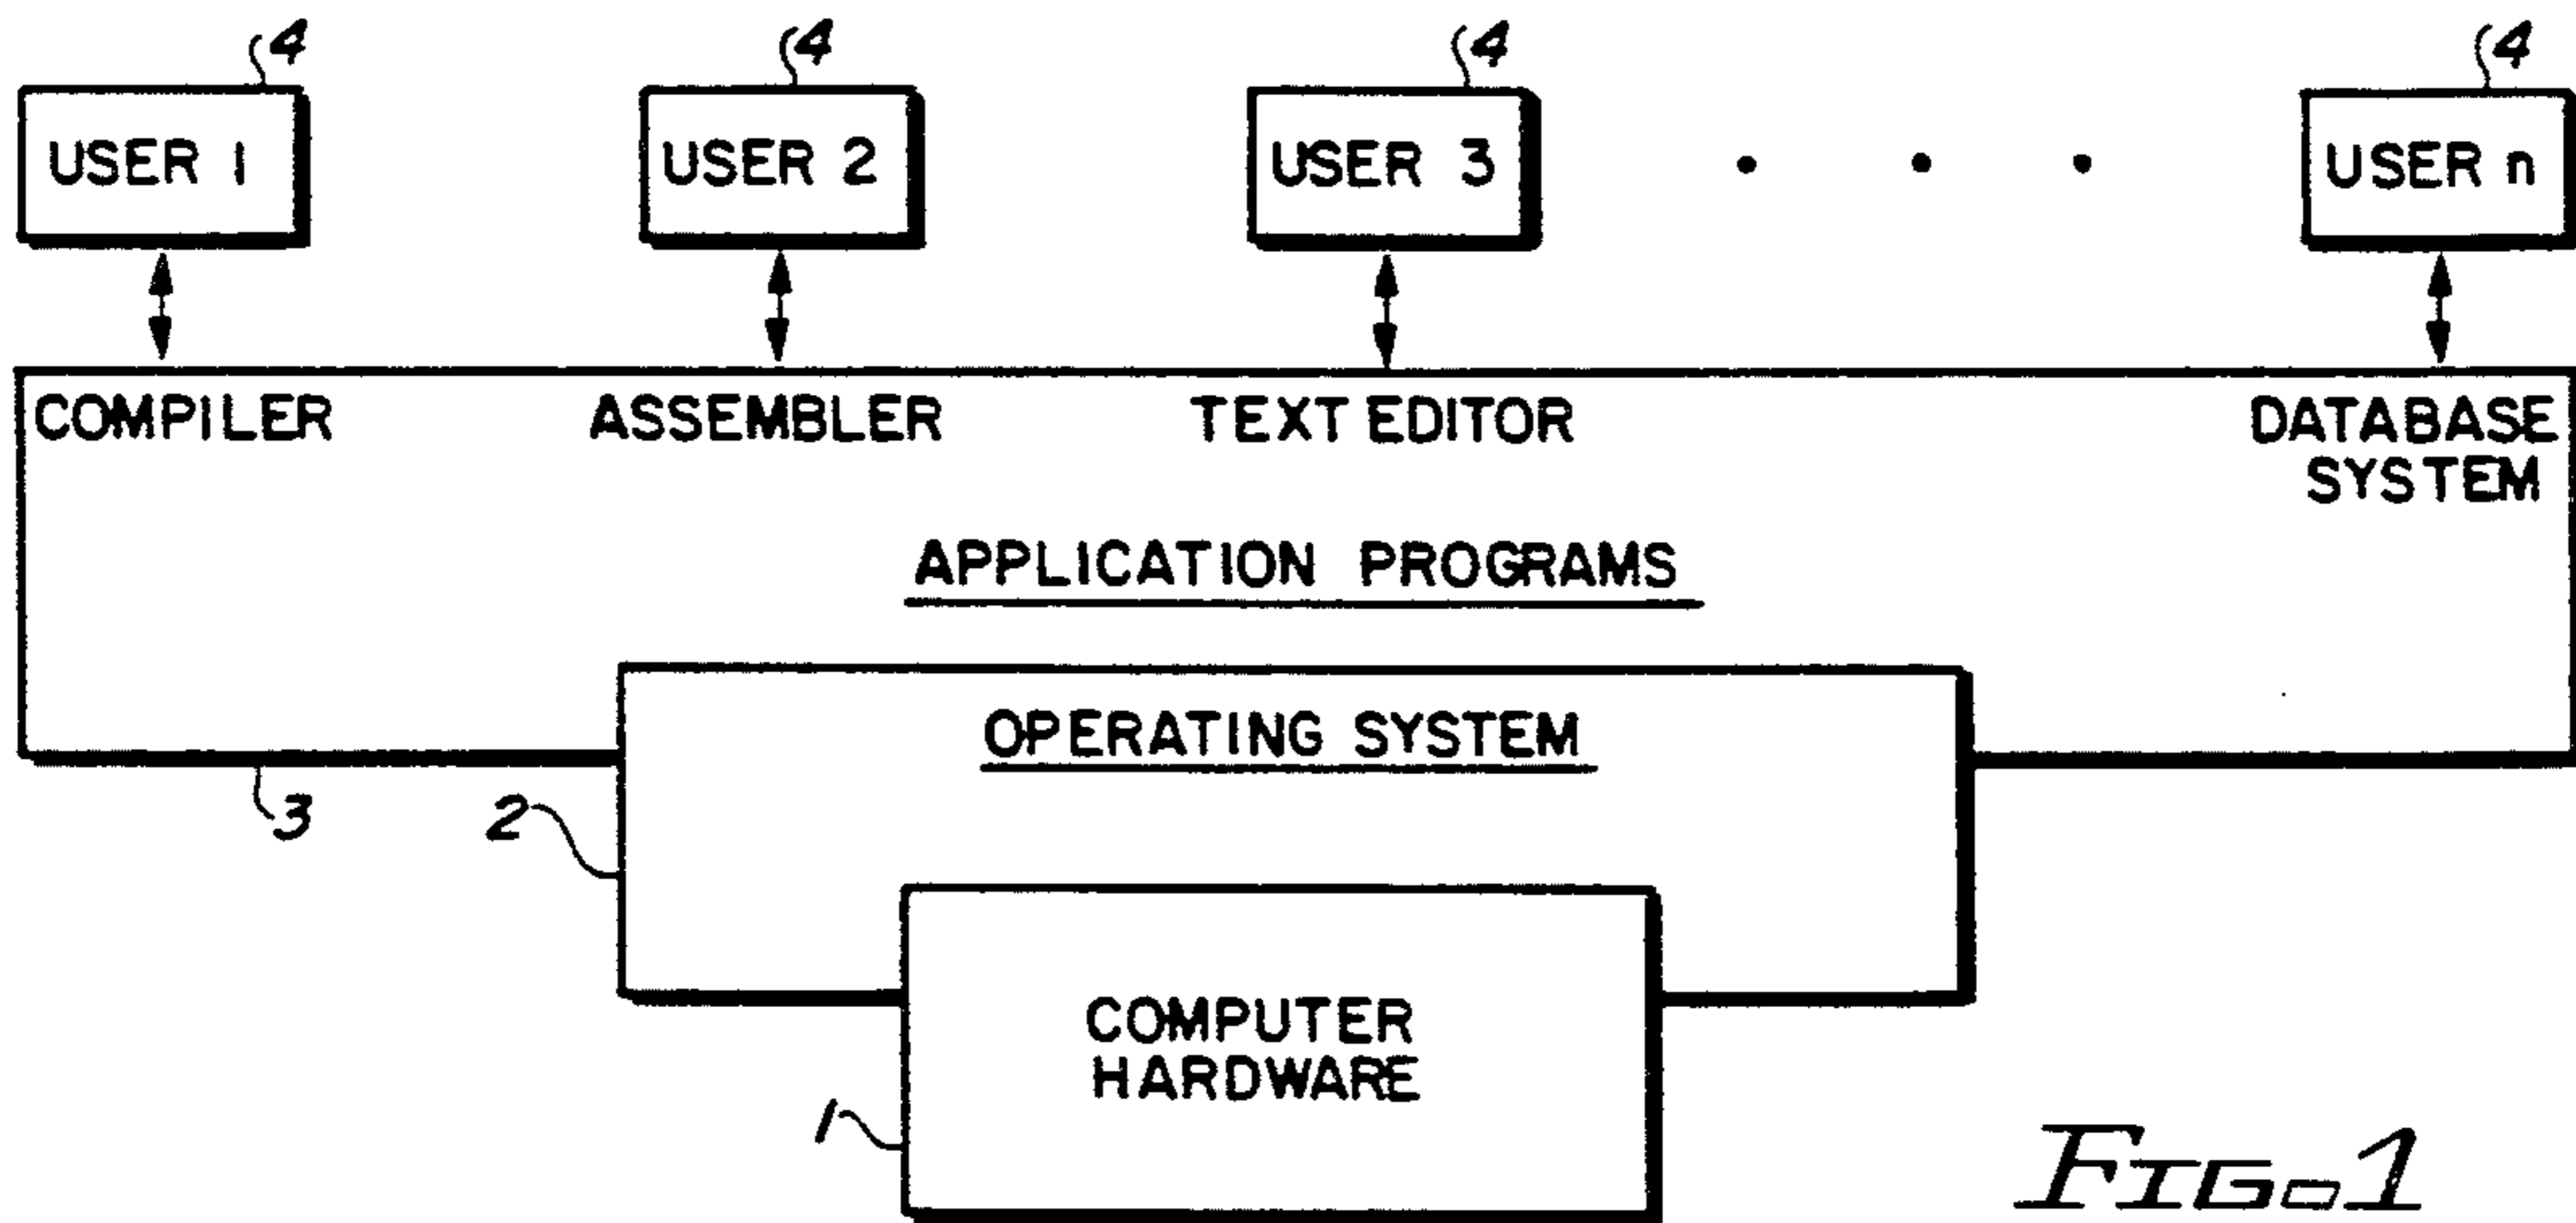 4 4 4 4
USER 1 USER 2 USER 3 . . . USER n
COMPILER ASSEMBLER TEXT EDITOR DATABASE
SYSTEM
APPLICATION PROGRAMS
OPERATING SYSTEM
3 2
COMPUTER
HARDWARE
1
FIG. 1